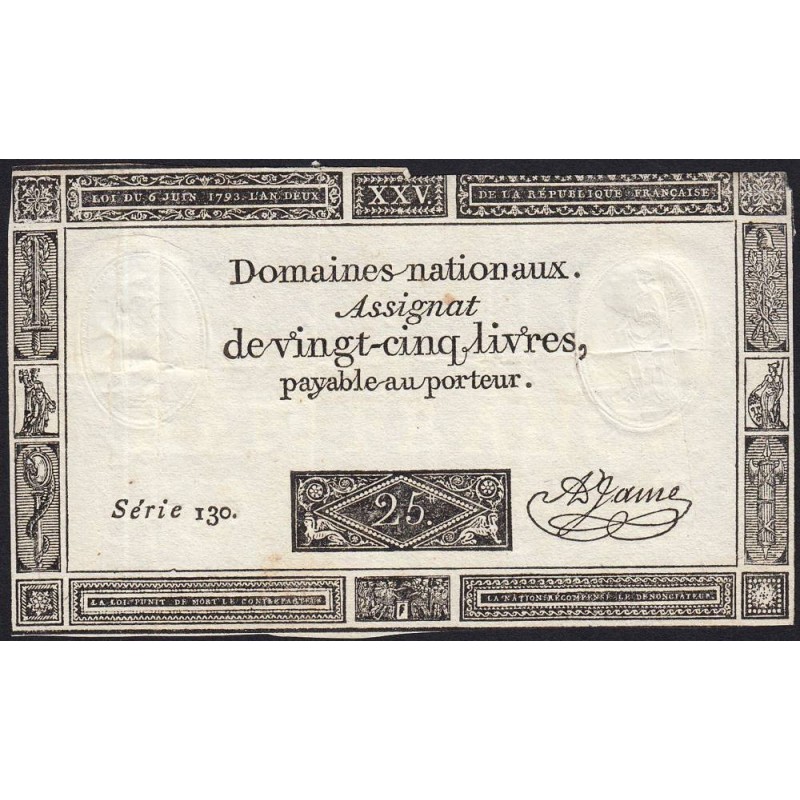 LOI DU 6 JUIN 1793. L'AN DEUX
XXV.
DE LA RÉPUBLIQUE FRANÇAISE.
Domaines nationaux.
Assignat
de vingt-cinq livres,
payable au porteur.
Série 130.
25.
A Jame
LA LOI PUNIT DE MORT LE CONTREFACTEUR
LA NATION RÉCOMPENSE LE DÉNONCIATEUR